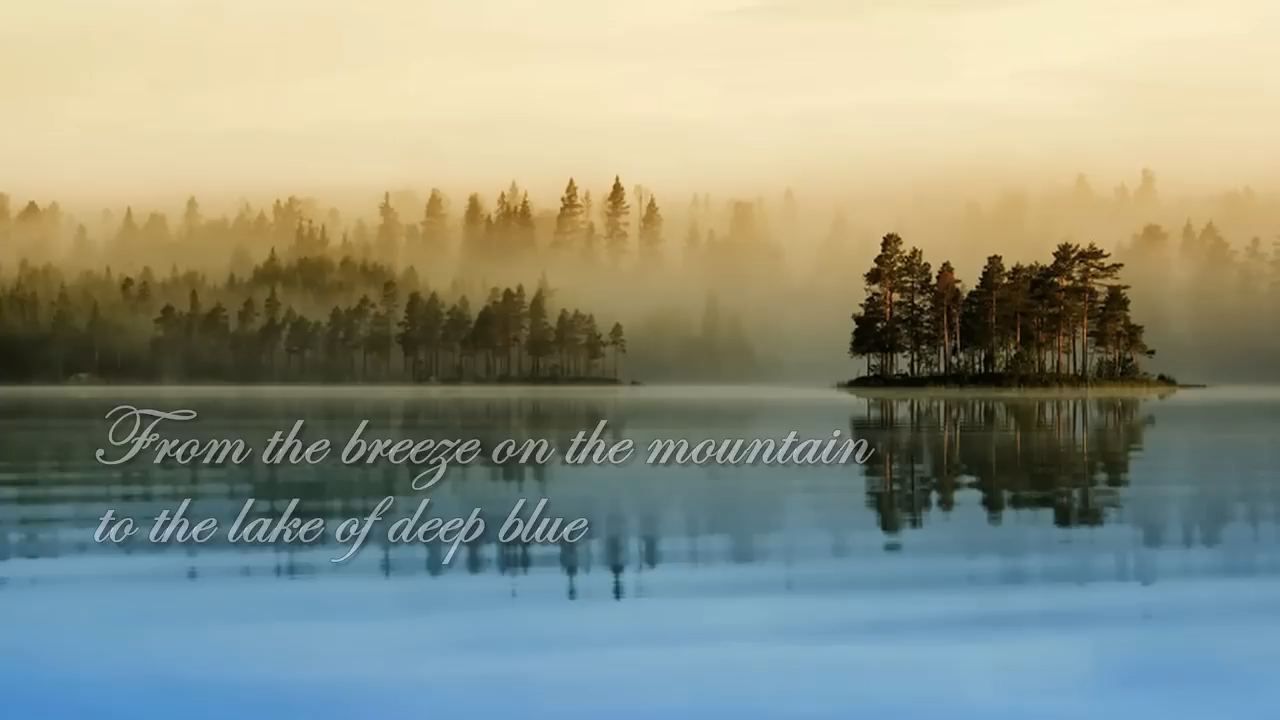 From the breeze on the mountain
to the lake of deep blue